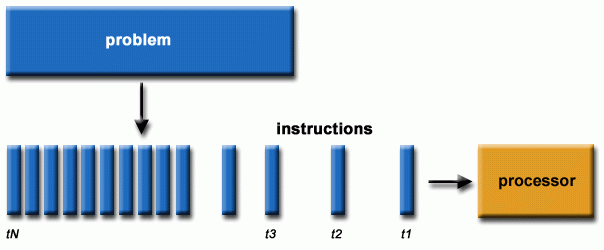 problem
instructions
processor
tN t3 t2 t1